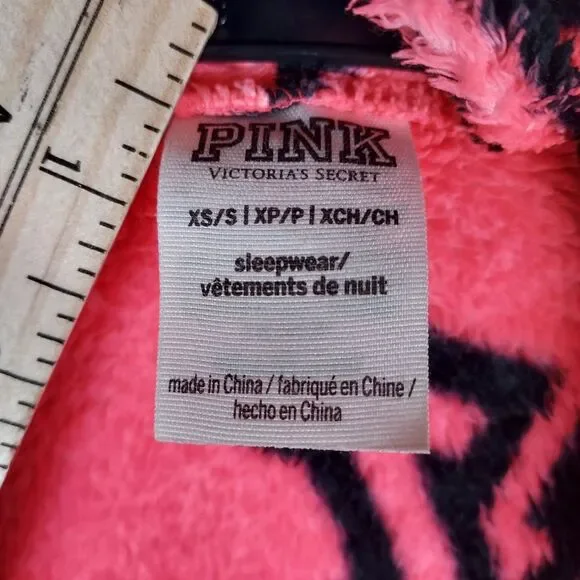 PINK
VICTORIA'S SECRET
XS/S | XP/P | XCH/CH
sleepwear/
vêtements de nuit
made in China / fabriqué en Chine /
hecho en China
11